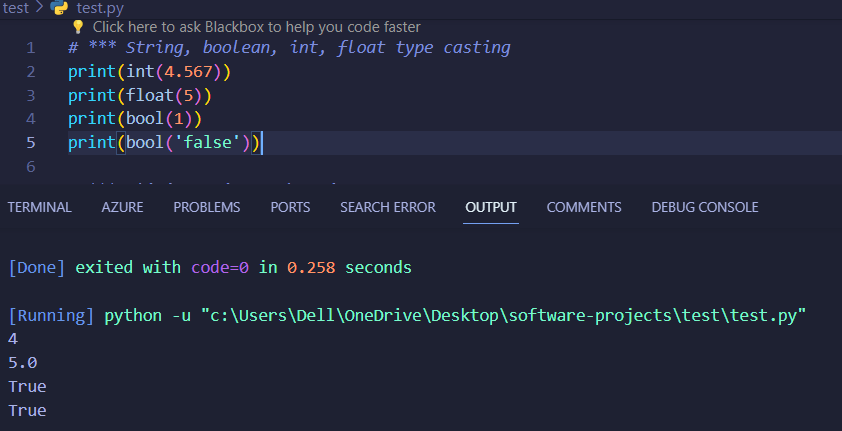 test > test.py
Click here to ask Blackbox to help you code faster
1 # *** String, boolean, int, float type casting
2 print(int(4.567))
3 print(float(5))
4 print(bool(1))
5 print(bool('false'))
6
TERMINAL AZURE PROBLEMS PORTS SEARCH ERROR OUTPUT COMMENTS DEBUG CONSOLE
[Done] exited with code=0 in 0.258 seconds
[Running] python -u "c:\Users\Dell\OneDrive\Desktop\software-projects\test\test.py"
4
5.0
True
True